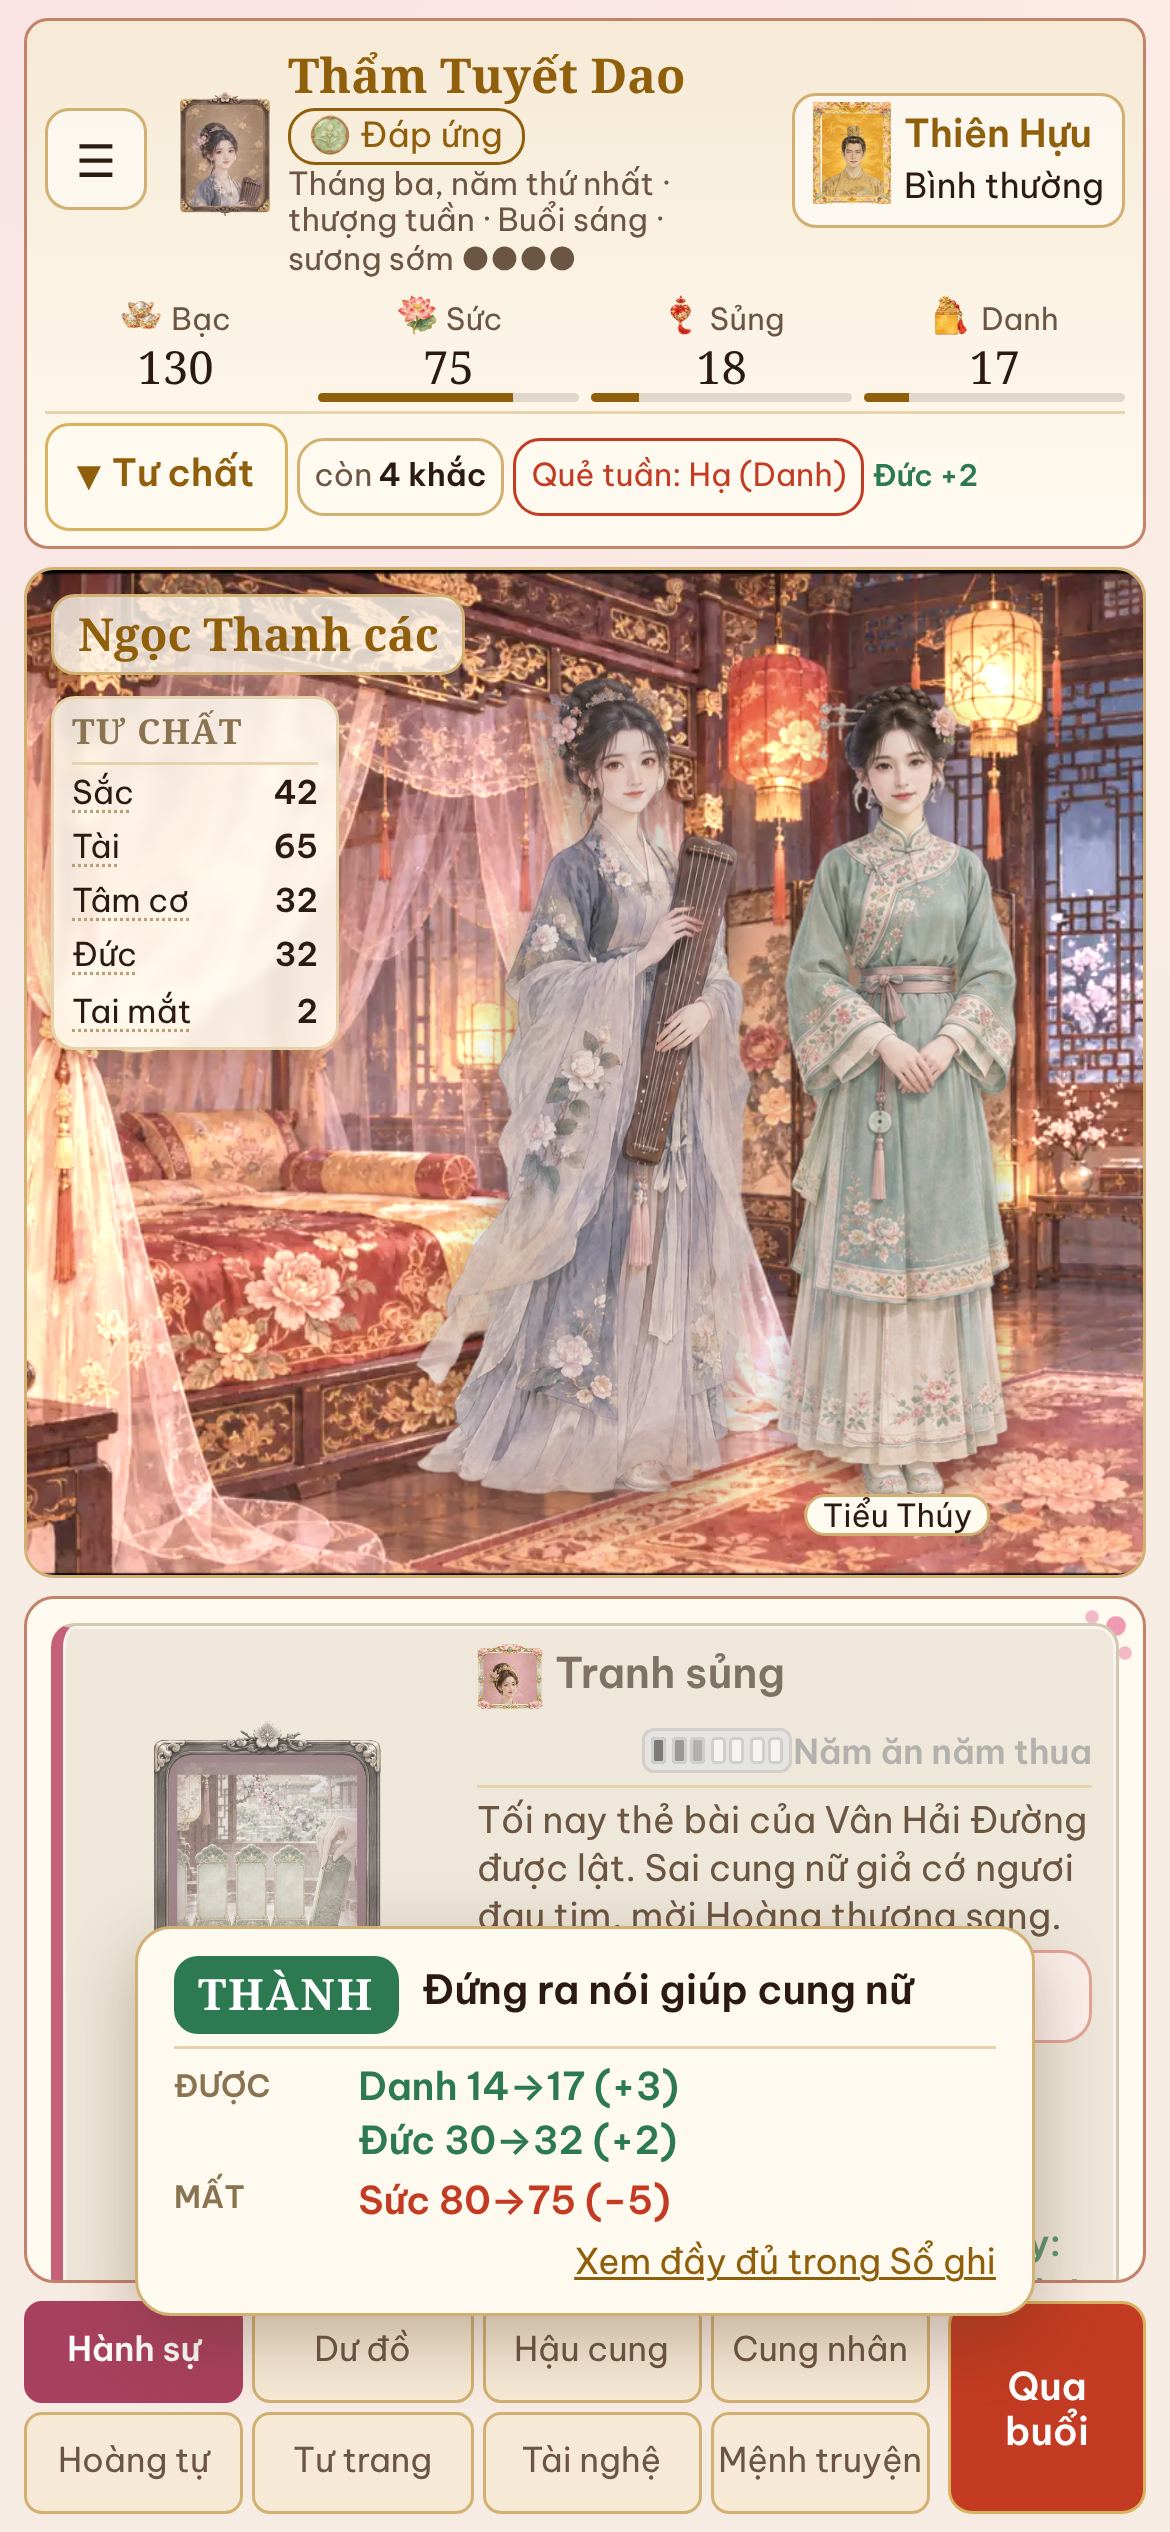 ☰
Thẩm Tuyết Dao
Đáp ứng
Tháng ba, năm thứ nhất ·
thượng tuần · Buổi sáng ·
sương sớm ●●●●
Thiên Hựu
Bình thường
Bạc
130
Sức
75
Sủng
18
Danh
17
▼ Tư chất
còn 4 khắc
Quẻ tuần: Hạ (Danh)
Đức +2
Ngọc Thanh các
TƯ CHẤT
Sắc 42
Tài 65
Tâm cơ 32
Đức 32
Tai mắt 2
Tiểu Thúy
Tranh sủng
Năm ăn năm thua
Tối nay thẻ bài của Vân Hải Đường
được lật. Sai cung nữ giả cớ ngươi
đau tim, mời Hoàng thượng sang.
THÀNH Đứng ra nói giúp cung nữ
ĐƯỢC Danh 14→17 (+3)
Đức 30→32 (+2)
MẤT Sức 80→75 (−5)
Xem đầy đủ trong Sổ ghi
y:
Hành sự
Dư đồ
Hậu cung
Cung nhân
Qua
buổi
Hoàng tự
Tư trang
Tài nghệ
Mệnh truyện